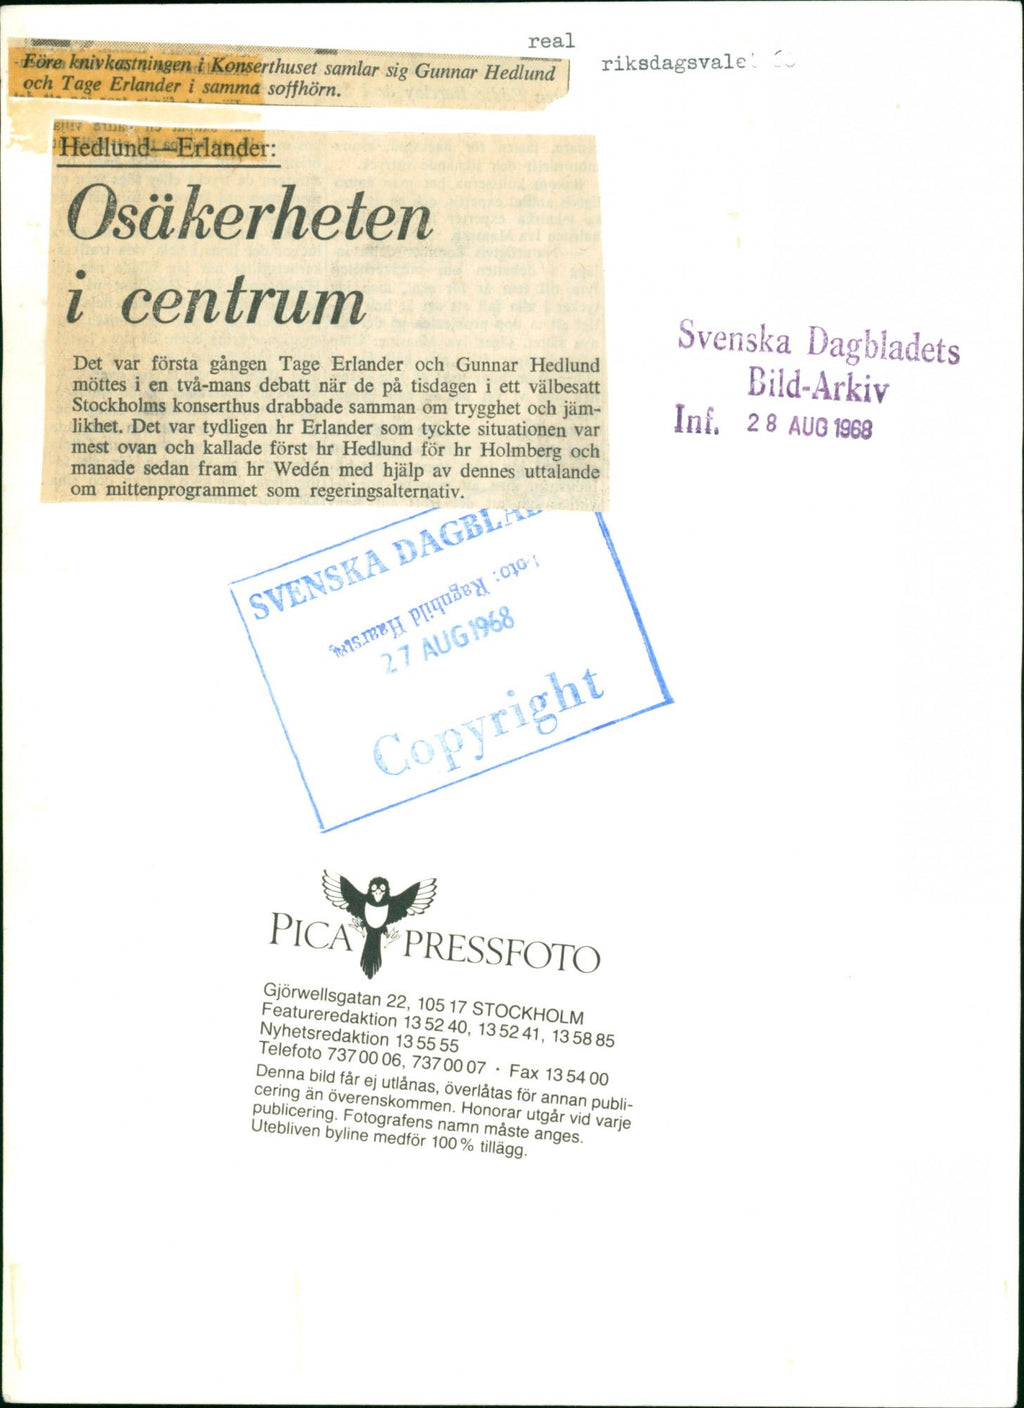 real
riksdagsvale
Före knivkastningen i Konserthuset samlar sig Gunnar Hedlund
och Tage Erlander i samma soffhörn.
Hedlund—Erlander:
Osäkerheten
i centrum
Det var första gången Tage Erlander och Gunnar Hedlund
möttes i en två-mans debatt när de på tisdagen i ett välbesatt
Stockholms konserthus drabbade samman om trygghet och jäm-
likhet. Det var tydligen hr Erlander som tyckte situationen var
mest ovan och kallade först hr Hedlund för hr Holmberg och
manade sedan fram hr Wedén med hjälp av dennes uttalande
om mittenprogrammet som regeringsalternativ.
Svenska Dagbladets
Bild-Arkiv
Inf. 28 AUG 1968
SVENSKA
Foto: Ragnhild Haarstad
27 AUG 1968
Copyright
PICA PRESSFOTO
Gjörwellsgatan 22, 105 17 STOCKHOLM
Featureredaktion 13 52 40, 13 52 41, 13 58 85
Nyhetsredaktion 13 55 55
Telefoto 737 00 06, 737 00 07 · Fax 13 54 00
Denna bild får ej utlånas, överlåtas för annan publi-
cering än överenskommen. Honorar utgår vid varje
publicering. Fotografens namn måste anges.
Utebliven byline medför 100 % tillägg.